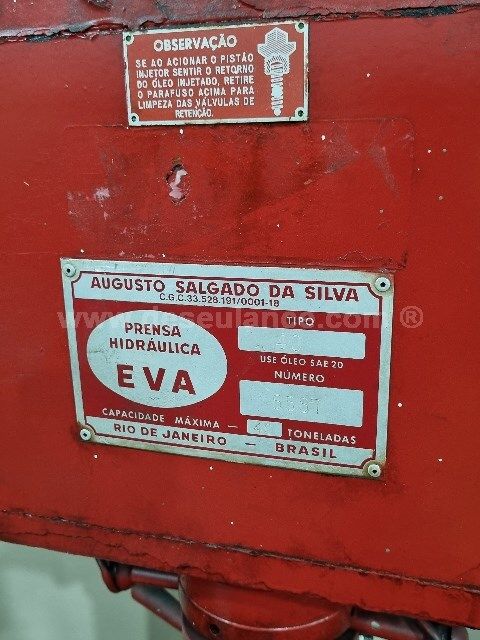 OBSERVAÇÃO
SE AO ACIONAR O PISTÃO
INJETOR SENTIR O RETORNO
DO ÓLEO INJETADO, RETIRE
O PARAFUSO ACIMA PARA
LIMPEZA DAS VÁLVULAS DE
RETENÇÃO.
AUGUSTO SALGADO DA SILVA
C.G.C.33.528.191/0001-18
PRENSA
HIDRÁULICA
EVA
TIPO
USE ÓLEO SAE 20
NÚMERO
CAPACIDADE MÁXIMA — TONELADAS
RIO DE JANEIRO — BRASIL